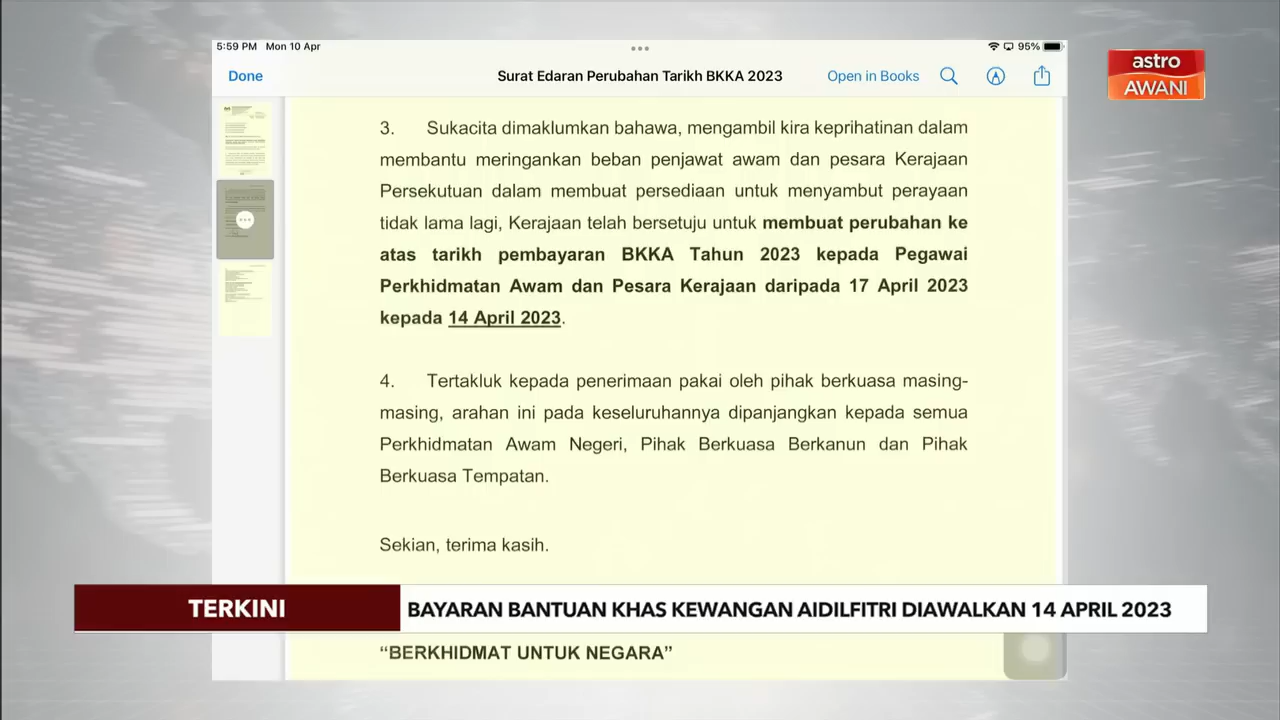 5:59 PM Mon 10 Apr
95%
Done
Surat Edaran Perubahan Tarikh BKKA 2023
Open in Books
astro
AWANI
3. Sukacita dimaklumkan bahawa, mengambil kira keprihatinan dalam
membantu meringankan beban penjawat awam dan pesara Kerajaan
Persekutuan dalam membuat persediaan untuk menyambut perayaan
tidak lama lagi, Kerajaan telah bersetuju untuk membuat perubahan ke
atas tarikh pembayaran BKKA Tahun 2023 kepada Pegawai
Perkhidmatan Awam dan Pesara Kerajaan daripada 17 April 2023
kepada 14 April 2023.
4. Tertakluk kepada penerimaan pakai oleh pihak berkuasa masing-
masing, arahan ini pada keseluruhannya dipanjangkan kepada semua
Perkhidmatan Awam Negeri, Pihak Berkuasa Berkanun dan Pihak
Berkuasa Tempatan.
Sekian, terima kasih.
TERKINI
BAYARAN BANTUAN KHAS KEWANGAN AIDILFITRI DIAWALKAN 14 APRIL 2023
“BERKHIDMAT UNTUK NEGARA”